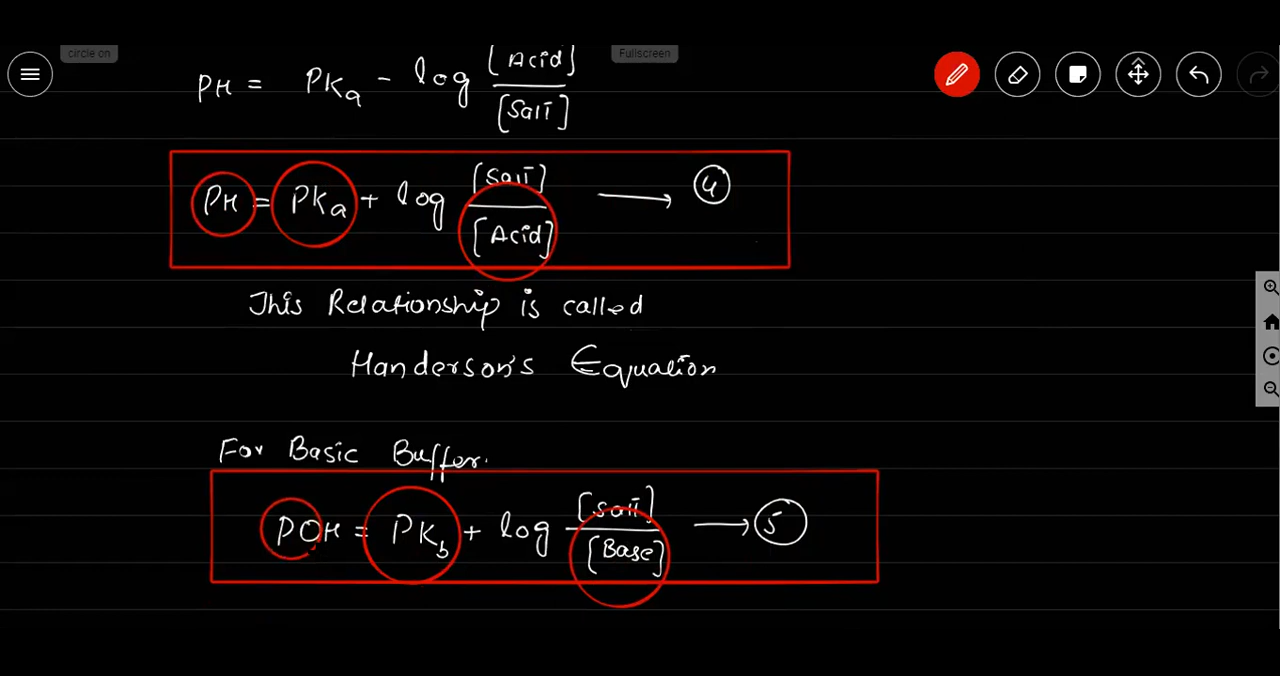 circle on
Fullscreen
PH = PKa - log [Acid] / [Salt]
PH = PKa + log [Salt] / [Acid] → 4
This Relationship is called
Handerson's Equation
For Basic Buffer.
POH = PKb + log [Salt] / [Base] → 5